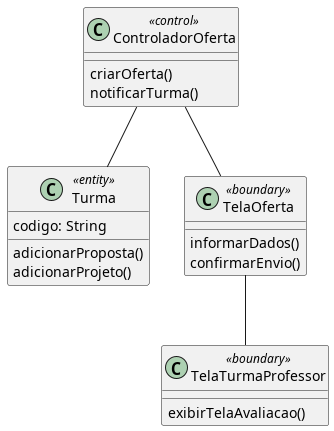 C
«control»
ControladorOferta
criarOferta()
notificarTurma()
C
«entity»
Turma
codigo: String
adicionarProposta()
adicionarProjeto()
C
«boundary»
TelaOferta
informarDados()
confirmarEnvio()
C
«boundary»
TelaTurmaProfessor
exibirTelaAvaliacao()